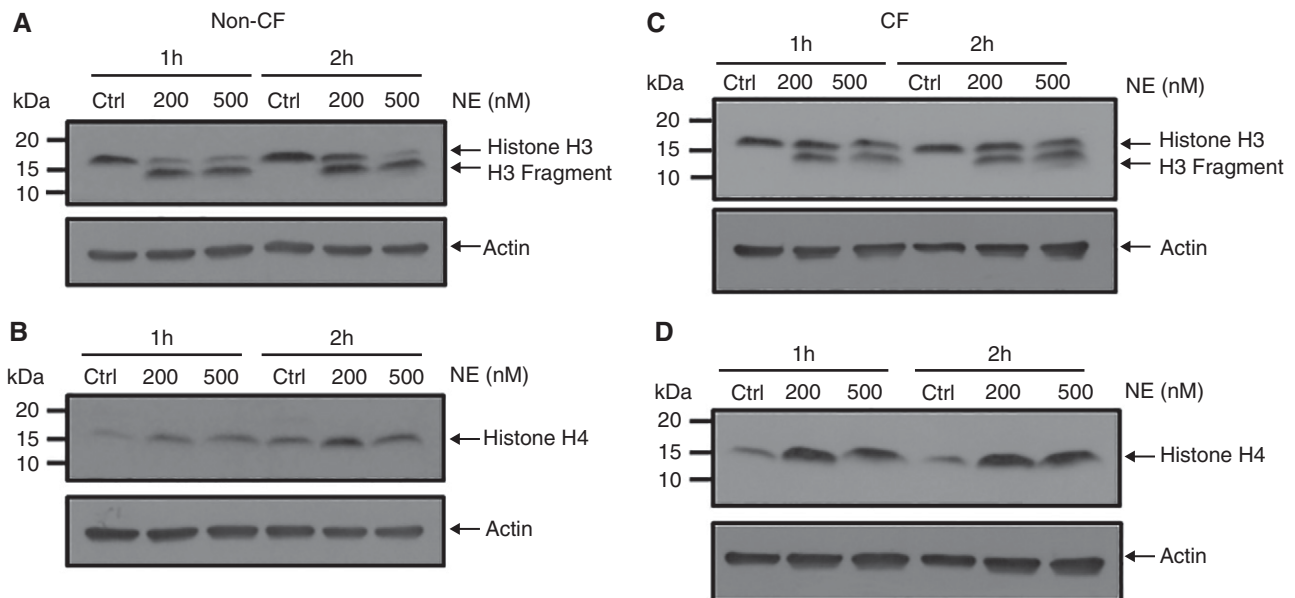 A
Non-CF
1h 2h
kDa Ctrl 200 500 Ctrl 200 500 NE (nM)
20
15
10
Histone H3
H3 Fragment
Actin
B
1h 2h
kDa Ctrl 200 500 Ctrl 200 500 NE (nM)
20
15
10
Histone H4
Actin
C
CF
1h 2h
kDa Ctrl 200 500 Ctrl 200 500 NE (nM)
20
15
10
Histone H3
H3 Fragment
Actin
D
1h 2h
kDa Ctrl 200 500 Ctrl 200 500 NE (nM)
20
15
10
Histone H4
Actin